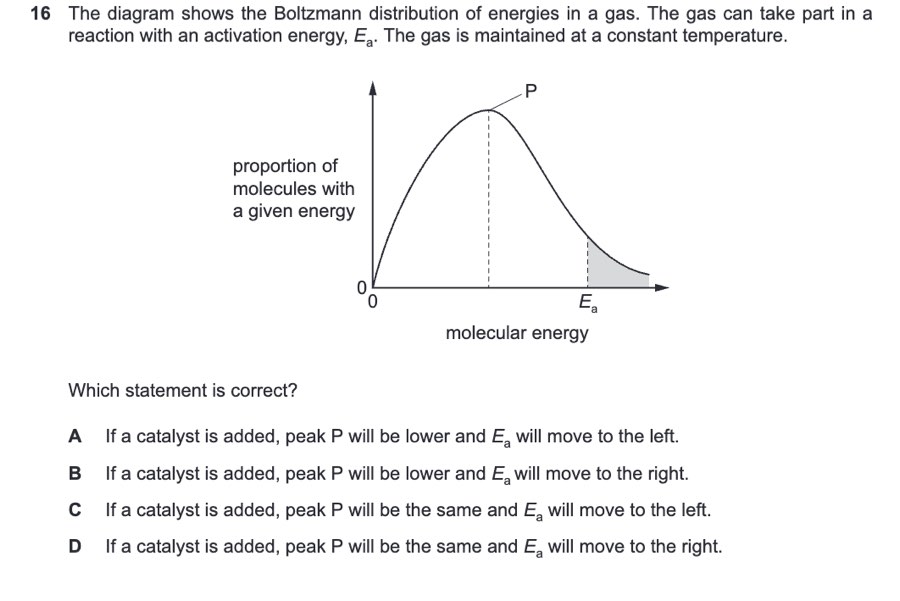 16 The diagram shows the Boltzmann distribution of energies in a gas. The gas can take part in a
reaction with an activation energy, Eₐ. The gas is maintained at a constant temperature.
P
proportion of
molecules with
a given energy
0
0
Eₐ
molecular energy
Which statement is correct?
A If a catalyst is added, peak P will be lower and Eₐ will move to the left.
B If a catalyst is added, peak P will be lower and Eₐ will move to the right.
C If a catalyst is added, peak P will be the same and Eₐ will move to the left.
D If a catalyst is added, peak P will be the same and Eₐ will move to the right.